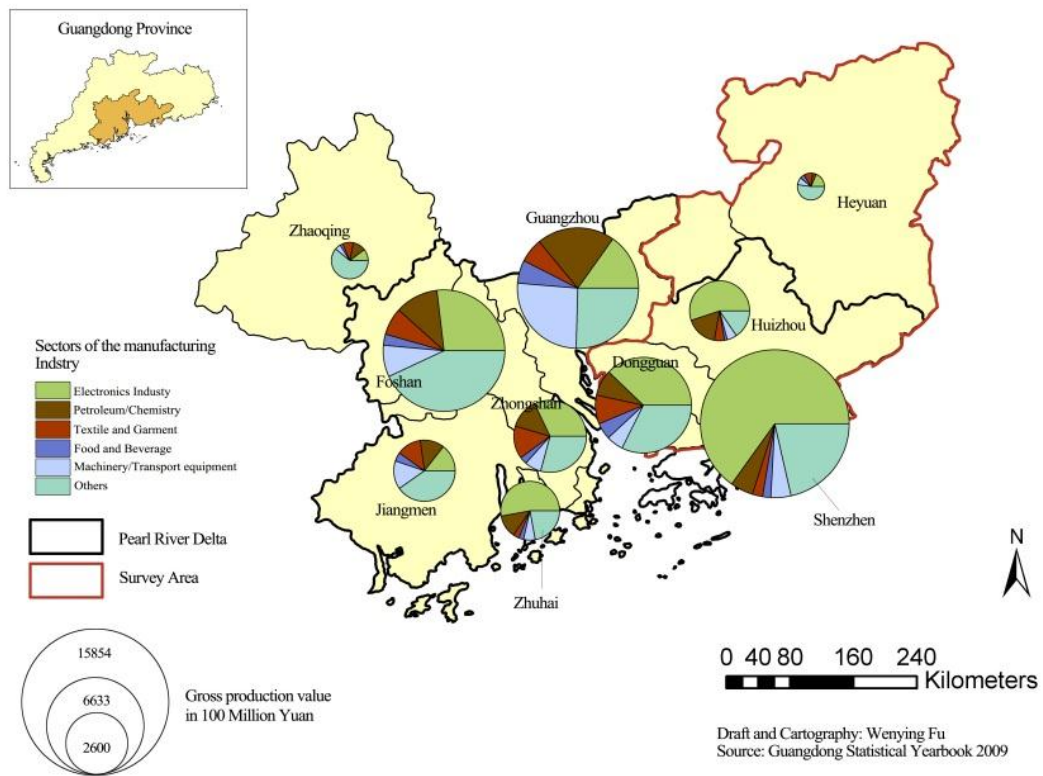 Guangdong Province
Heyuan
Guangzhou
Zhaoqing
Huizhou
Sectors of the manufacturing
Indstry
Electronics Industy
Petroleum/Chemistry
Textile and Garment
Food and Beverage
Machinery/Transport equipment
Others
Foshan
Dongguan
Zhongshan
Jiangmen
Shenzhen
Zhuhai
Pearl River Delta
Survey Area
N
15854
6633
2600
Gross production value
in 100 Million Yuan
0 40 80 160 240
Kilometers
Draft and Cartography: Wenying Fu
Source: Guangdong Statistical Yearbook 2009